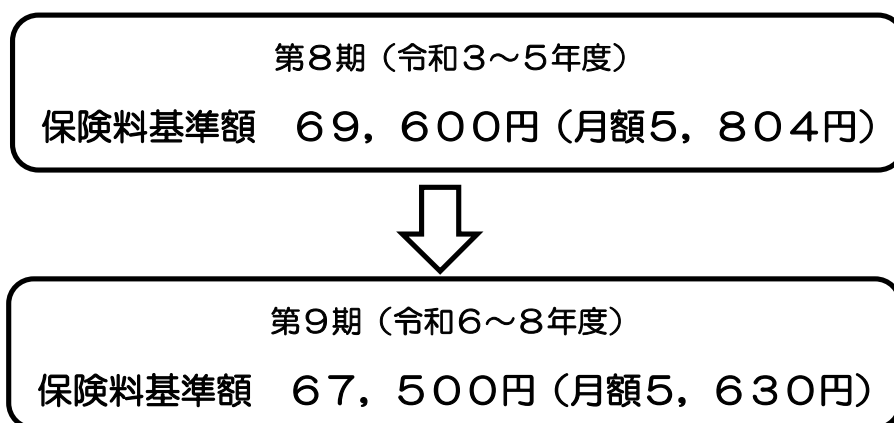 第８期（令和３～５年度）
保険料基準額　６９，６００円（月額５，８０４円）
第９期（令和６～８年度）
保険料基準額　６７，５００円（月額５，６３０円）